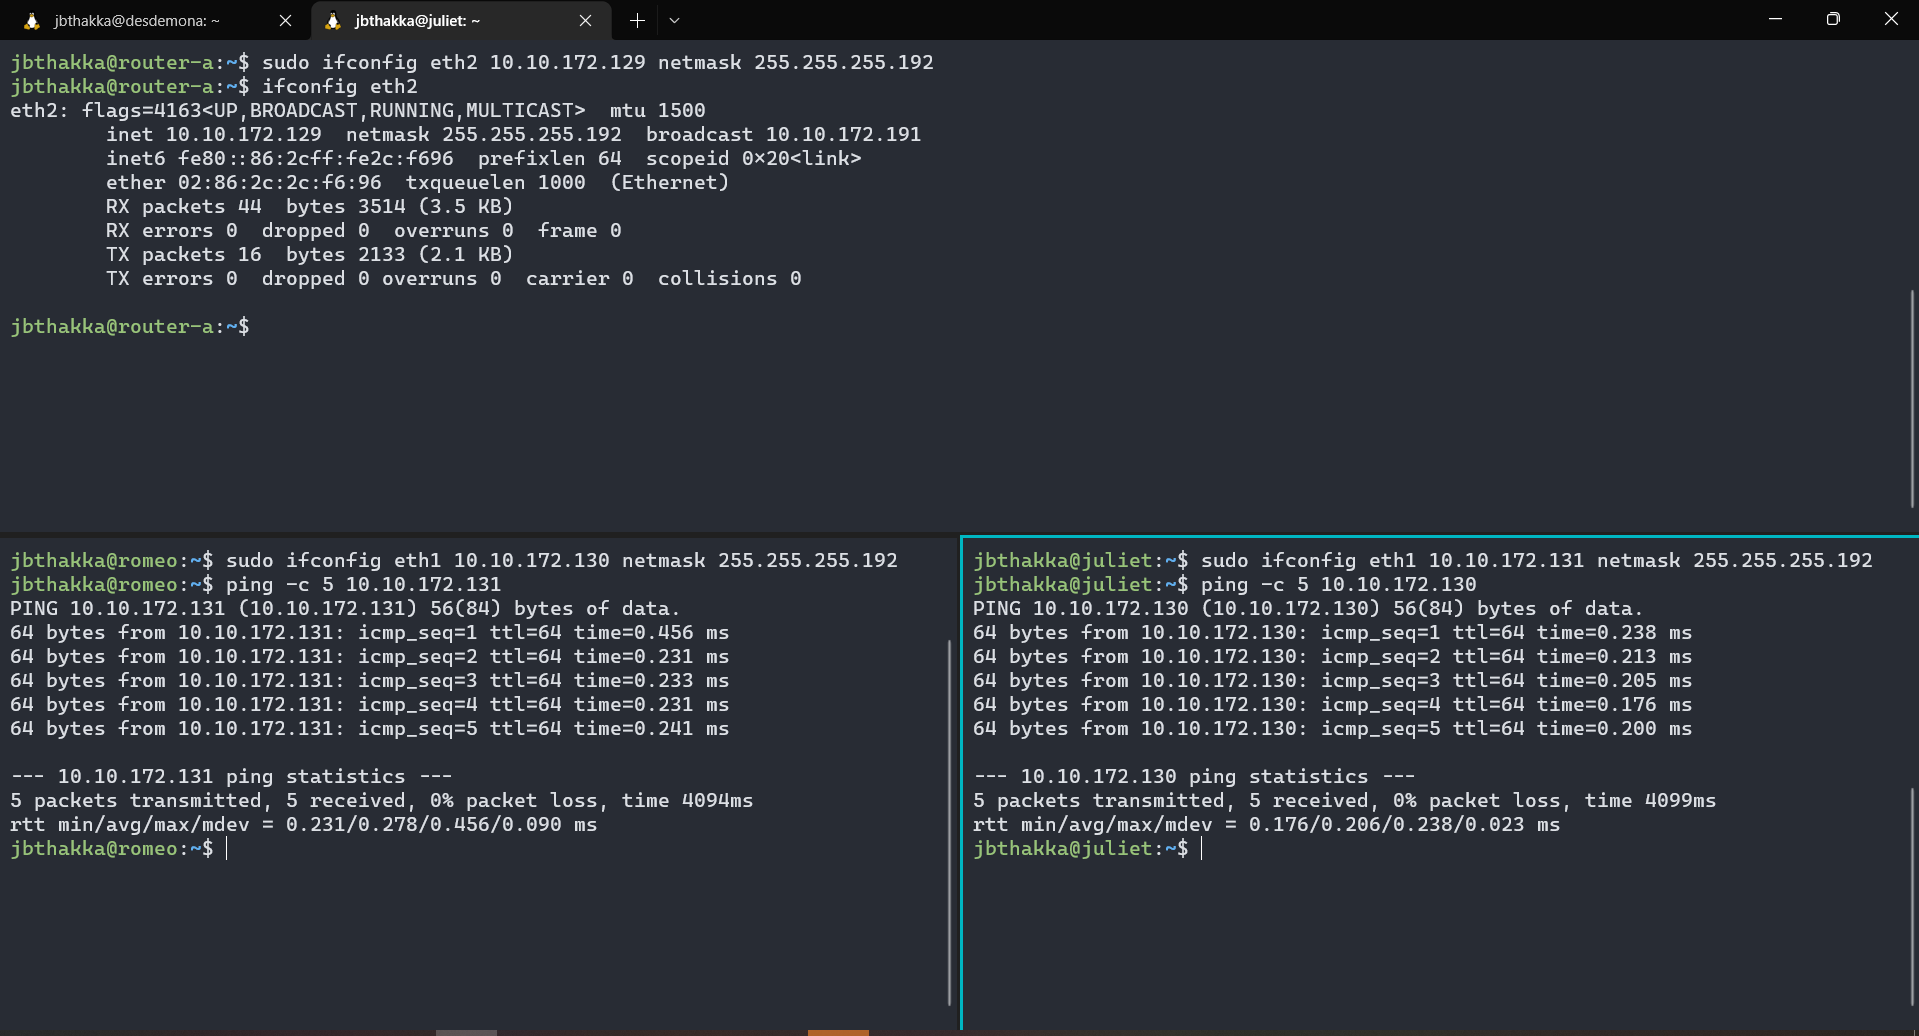 jbthakka@desdemona: ~
jbthakka@juliet: ~
jbthakka@router-a:~$ sudo ifconfig eth2 10.10.172.129 netmask 255.255.255.192
jbthakka@router-a:~$ ifconfig eth2
eth2: flags=4163<UP,BROADCAST,RUNNING,MULTICAST>  mtu 1500
        inet 10.10.172.129  netmask 255.255.255.192  broadcast 10.10.172.191
        inet6 fe80::86:2cff:fe2c:f696  prefixlen 64  scopeid 0×20<link>
        ether 02:86:2c:2c:f6:96  txqueuelen 1000  (Ethernet)
        RX packets 44  bytes 3514 (3.5 KB)
        RX errors 0  dropped 0  overruns 0  frame 0
        TX packets 16  bytes 2133 (2.1 KB)
        TX errors 0  dropped 0 overruns 0  carrier 0  collisions 0
jbthakka@router-a:~$
jbthakka@romeo:~$ sudo ifconfig eth1 10.10.172.130 netmask 255.255.255.192
jbthakka@romeo:~$ ping -c 5 10.10.172.131
PING 10.10.172.131 (10.10.172.131) 56(84) bytes of data.
64 bytes from 10.10.172.131: icmp_seq=1 ttl=64 time=0.456 ms
64 bytes from 10.10.172.131: icmp_seq=2 ttl=64 time=0.231 ms
64 bytes from 10.10.172.131: icmp_seq=3 ttl=64 time=0.233 ms
64 bytes from 10.10.172.131: icmp_seq=4 ttl=64 time=0.231 ms
64 bytes from 10.10.172.131: icmp_seq=5 ttl=64 time=0.241 ms
--- 10.10.172.131 ping statistics ---
5 packets transmitted, 5 received, 0% packet loss, time 4094ms
rtt min/avg/max/mdev = 0.231/0.278/0.456/0.090 ms
jbthakka@romeo:~$
jbthakka@juliet:~$ sudo ifconfig eth1 10.10.172.131 netmask 255.255.255.192
jbthakka@juliet:~$ ping -c 5 10.10.172.130
PING 10.10.172.130 (10.10.172.130) 56(84) bytes of data.
64 bytes from 10.10.172.130: icmp_seq=1 ttl=64 time=0.238 ms
64 bytes from 10.10.172.130: icmp_seq=2 ttl=64 time=0.213 ms
64 bytes from 10.10.172.130: icmp_seq=3 ttl=64 time=0.205 ms
64 bytes from 10.10.172.130: icmp_seq=4 ttl=64 time=0.176 ms
64 bytes from 10.10.172.130: icmp_seq=5 ttl=64 time=0.200 ms
--- 10.10.172.130 ping statistics ---
5 packets transmitted, 5 received, 0% packet loss, time 4099ms
rtt min/avg/max/mdev = 0.176/0.206/0.238/0.023 ms
jbthakka@juliet:~$